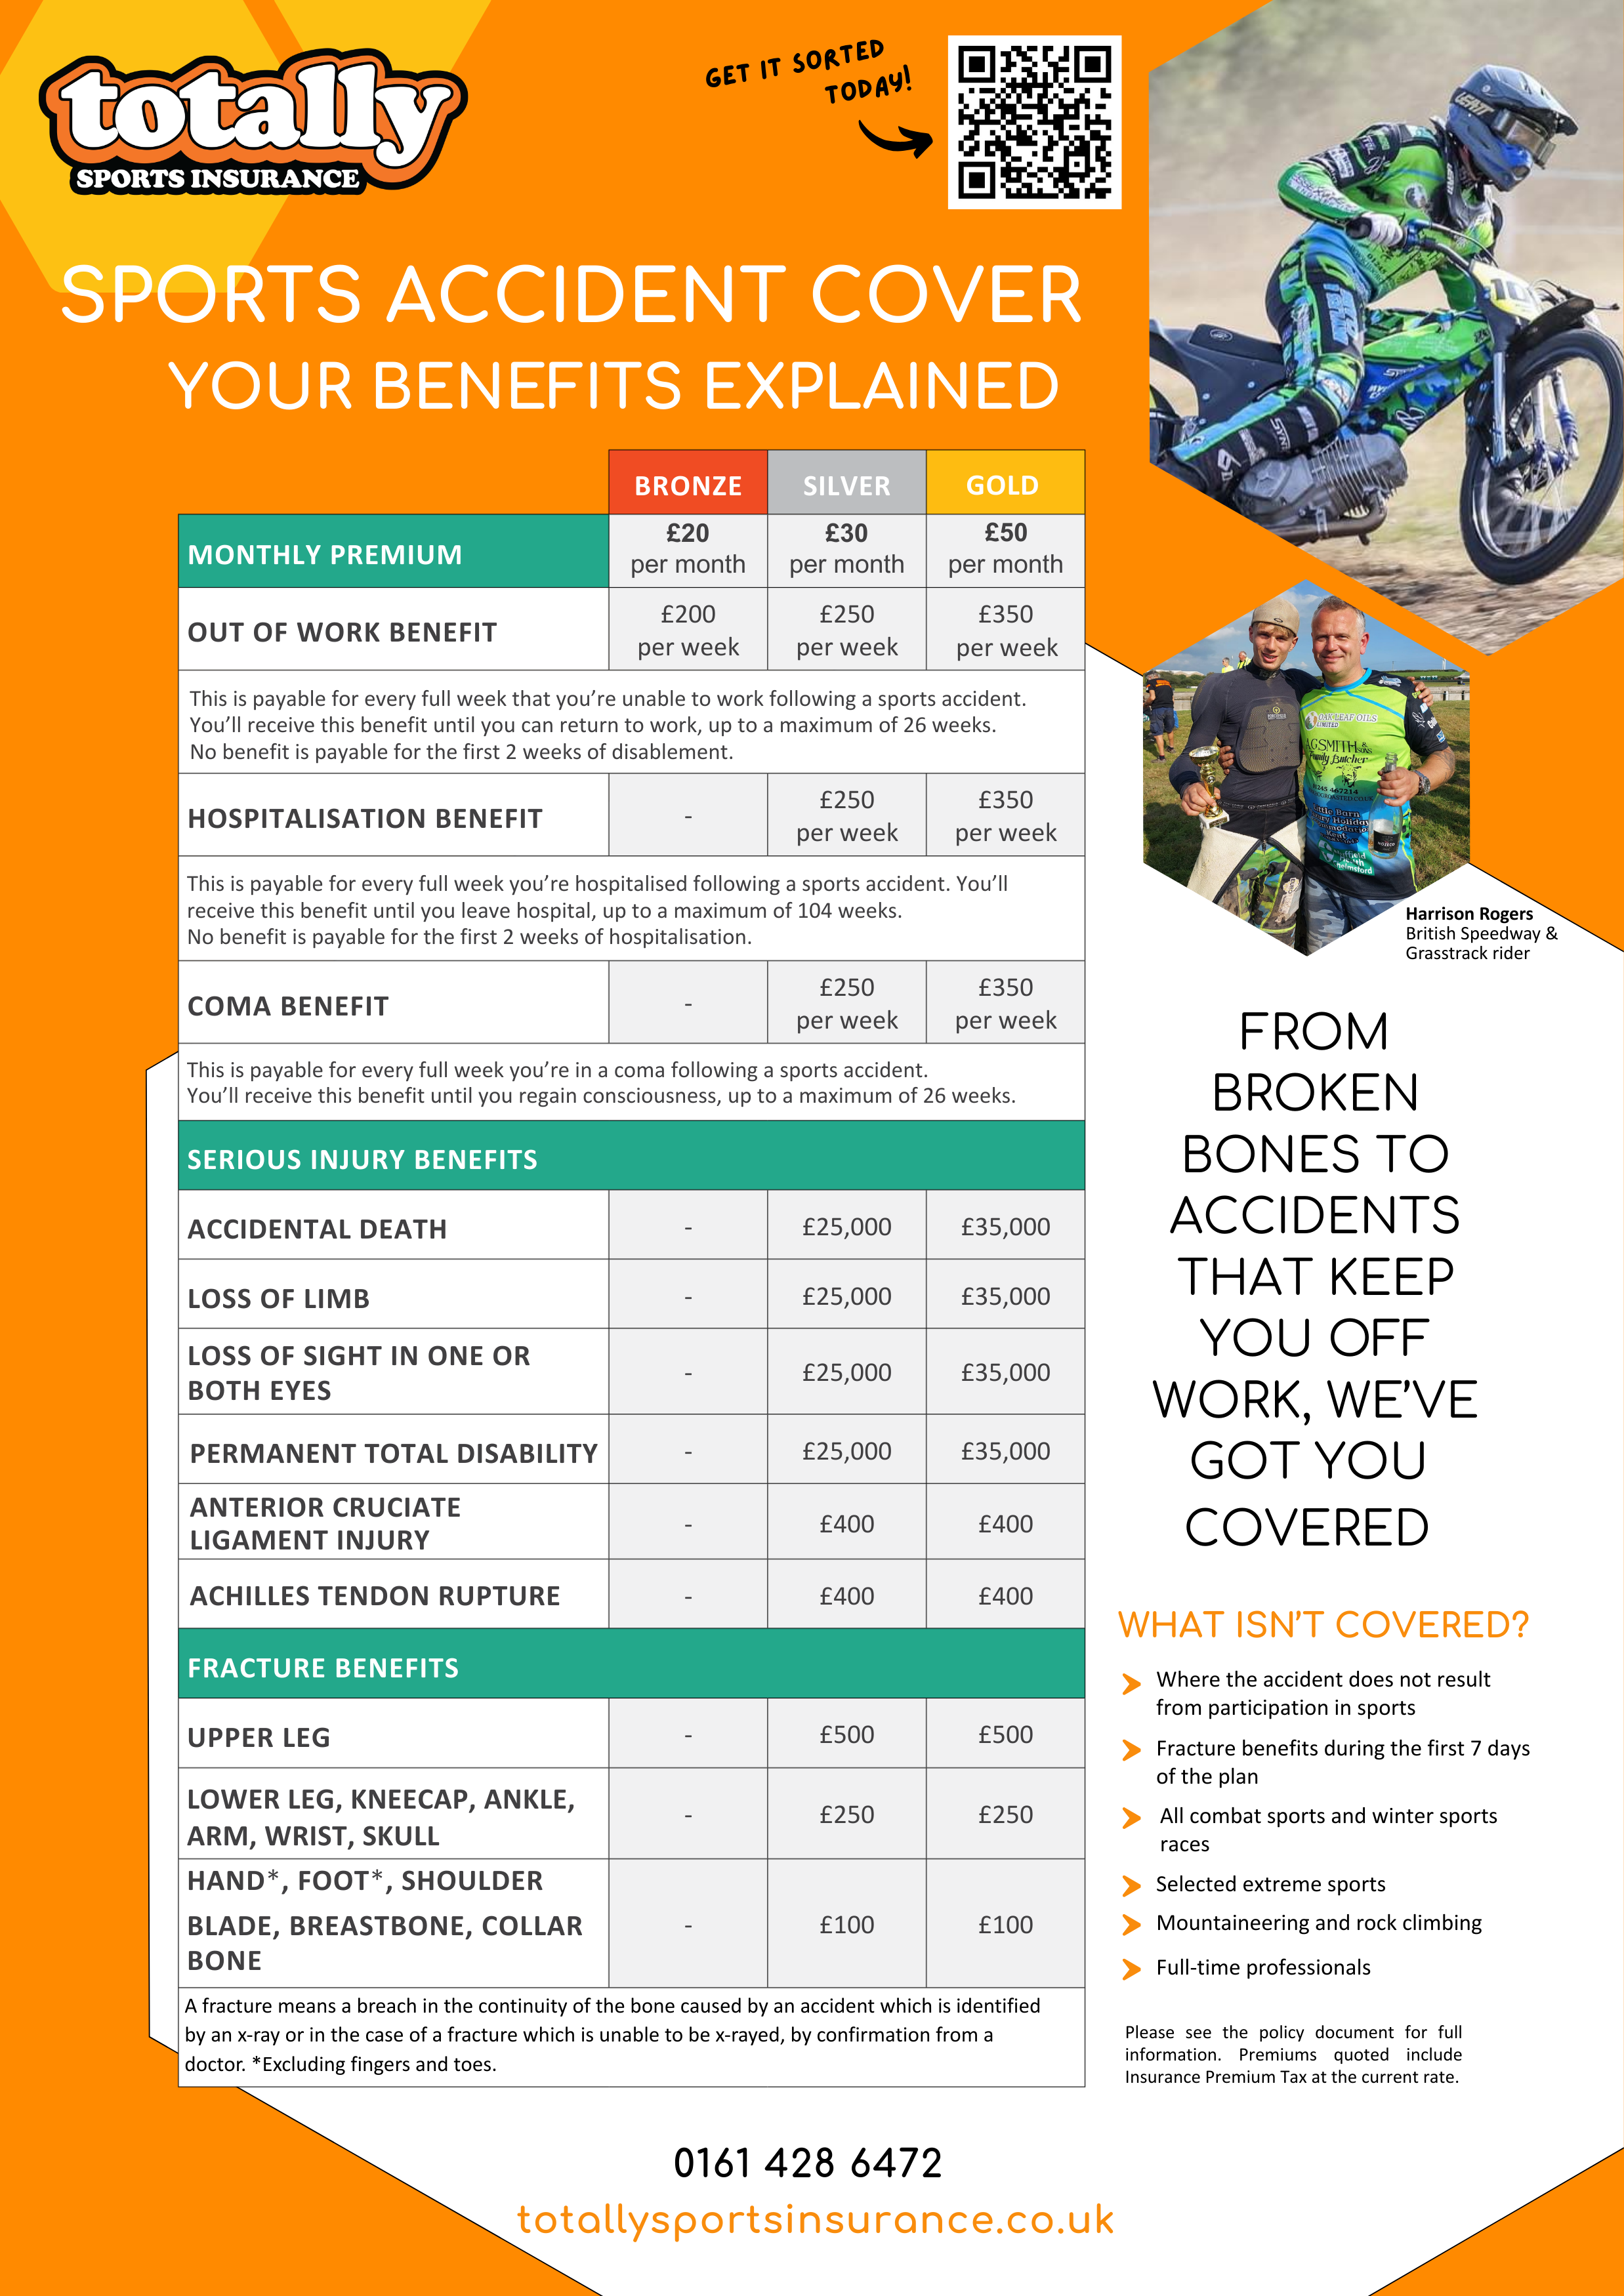 totally
SPORTS INSURANCE
GET IT SORTED
TODAY!
SPORTS ACCIDENT COVER
YOUR BENEFITS EXPLAINED
BRONZE SILVER GOLD
MONTHLY PREMIUM £20 per month £30 per month £50 per month
OUT OF WORK BENEFIT £200 per week £250 per week £350 per week
This is payable for every full week that you’re unable to work following a sports accident.
You’ll receive this benefit until you can return to work, up to a maximum of 26 weeks.
No benefit is payable for the first 2 weeks of disablement.
HOSPITALISATION BENEFIT - £250 per week £350 per week
This is payable for every full week you’re hospitalised following a sports accident. You’ll
receive this benefit until you leave hospital, up to a maximum of 104 weeks.
No benefit is payable for the first 2 weeks of hospitalisation.
COMA BENEFIT - £250 per week £350 per week
This is payable for every full week you’re in a coma following a sports accident.
You’ll receive this benefit until you regain consciousness, up to a maximum of 26 weeks.
SERIOUS INJURY BENEFITS
ACCIDENTAL DEATH - £25,000 £35,000
LOSS OF LIMB - £25,000 £35,000
LOSS OF SIGHT IN ONE OR
BOTH EYES - £25,000 £35,000
PERMANENT TOTAL DISABILITY - £25,000 £35,000
ANTERIOR CRUCIATE
LIGAMENT INJURY - £400 £400
ACHILLES TENDON RUPTURE - £400 £400
FRACTURE BENEFITS
UPPER LEG - £500 £500
LOWER LEG, KNEECAP, ANKLE,
ARM, WRIST, SKULL - £250 £250
HAND*, FOOT*, SHOULDER
BLADE, BREASTBONE, COLLAR
BONE - £100 £100
A fracture means a breach in the continuity of the bone caused by an accident which is identified
by an x-ray or in the case of a fracture which is unable to be x-rayed, by confirmation from a
doctor. *Excluding fingers and toes.
LEATT
OAK LEAF OILS
LIMITED
AGSMITH &
SONS
Family Butcher
Harrison Rogers
British Speedway &
Grasstrack rider
FROM
BROKEN
BONES TO
ACCIDENTS
THAT KEEP
YOU OFF
WORK, WE’VE
GOT YOU
COVERED
WHAT ISN’T COVERED?
Where the accident does not result
from participation in sports
Fracture benefits during the first 7 days
of the plan
All combat sports and winter sports
races
Selected extreme sports
Mountaineering and rock climbing
Full-time professionals
Please see the policy document for full
information. Premiums quoted include
Insurance Premium Tax at the current rate.
0161 428 6472
totallysportsinsurance.co.uk